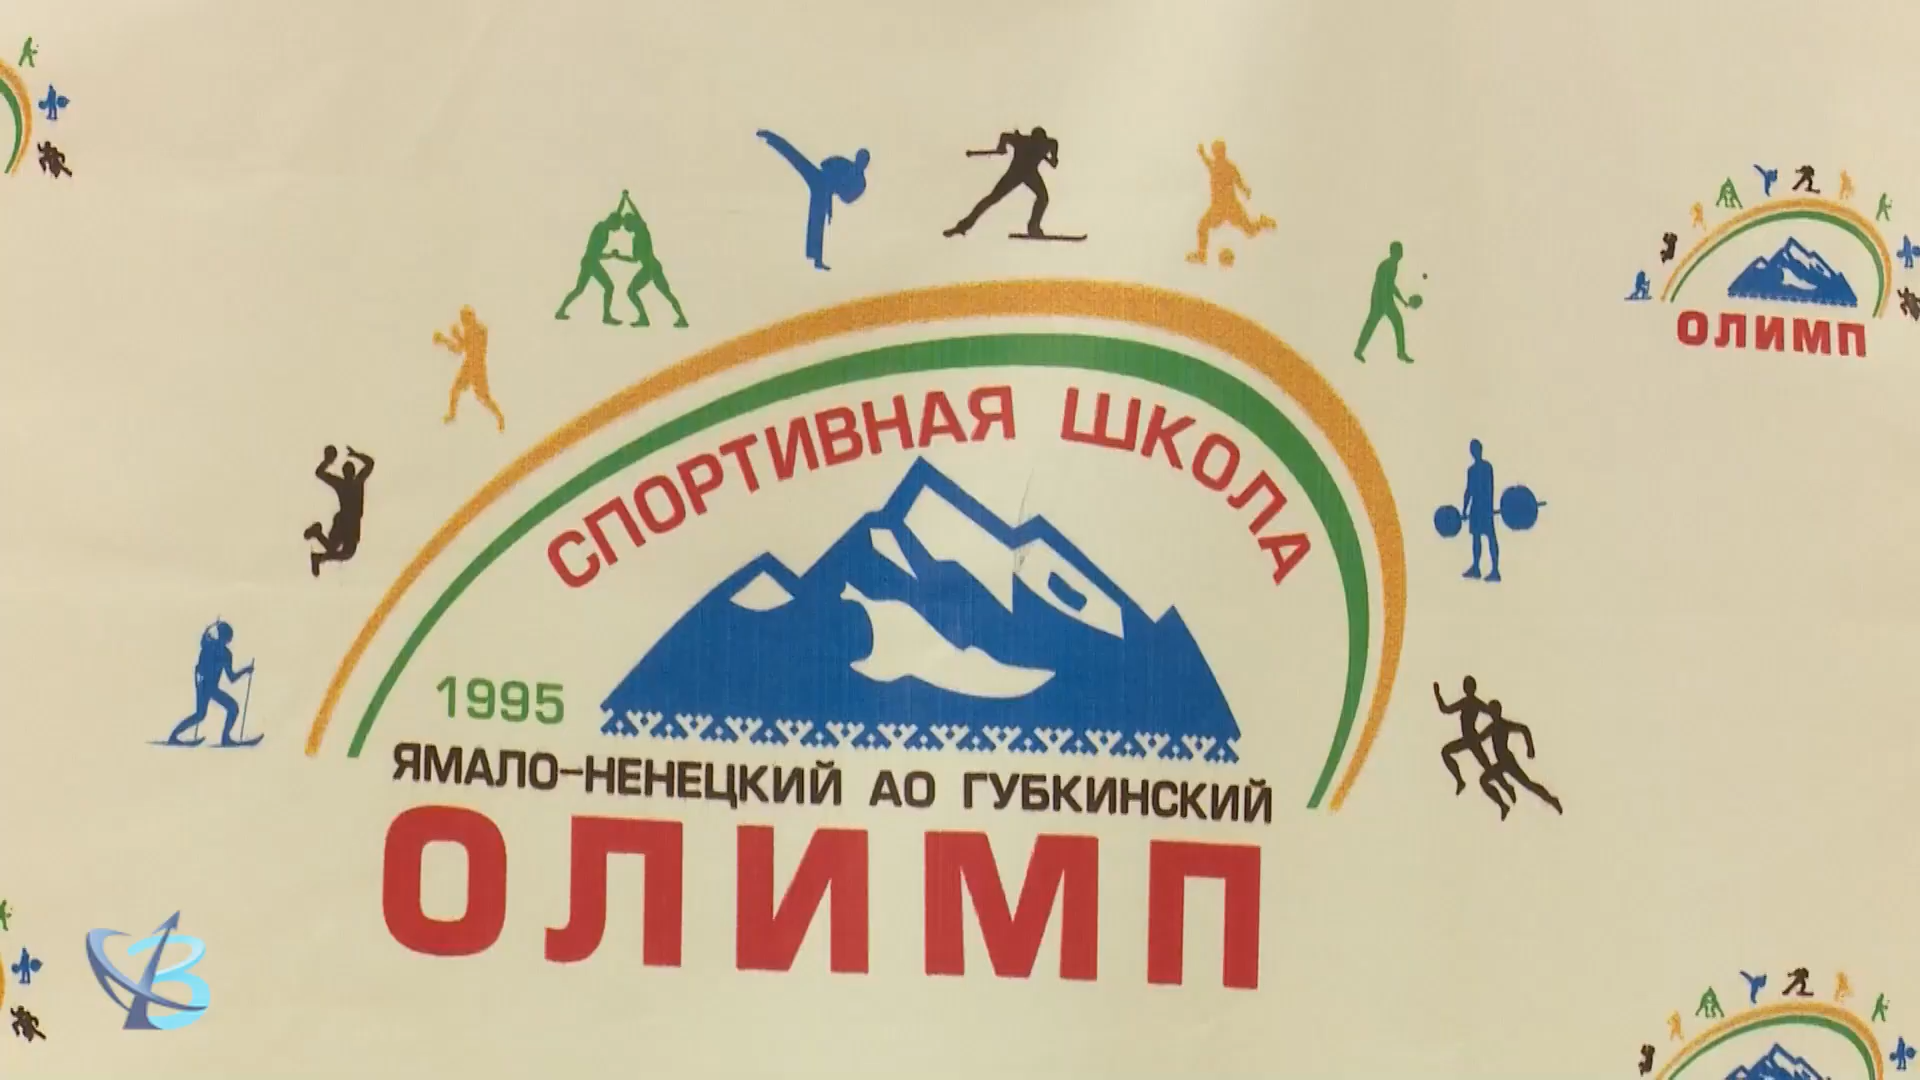 СПОРТИВНАЯ ШКОЛА
1995
ЯМАЛО-НЕНЕЦКИЙ АО ГУБКИНСКИЙ
ОЛИМП
ОЛИМП
В